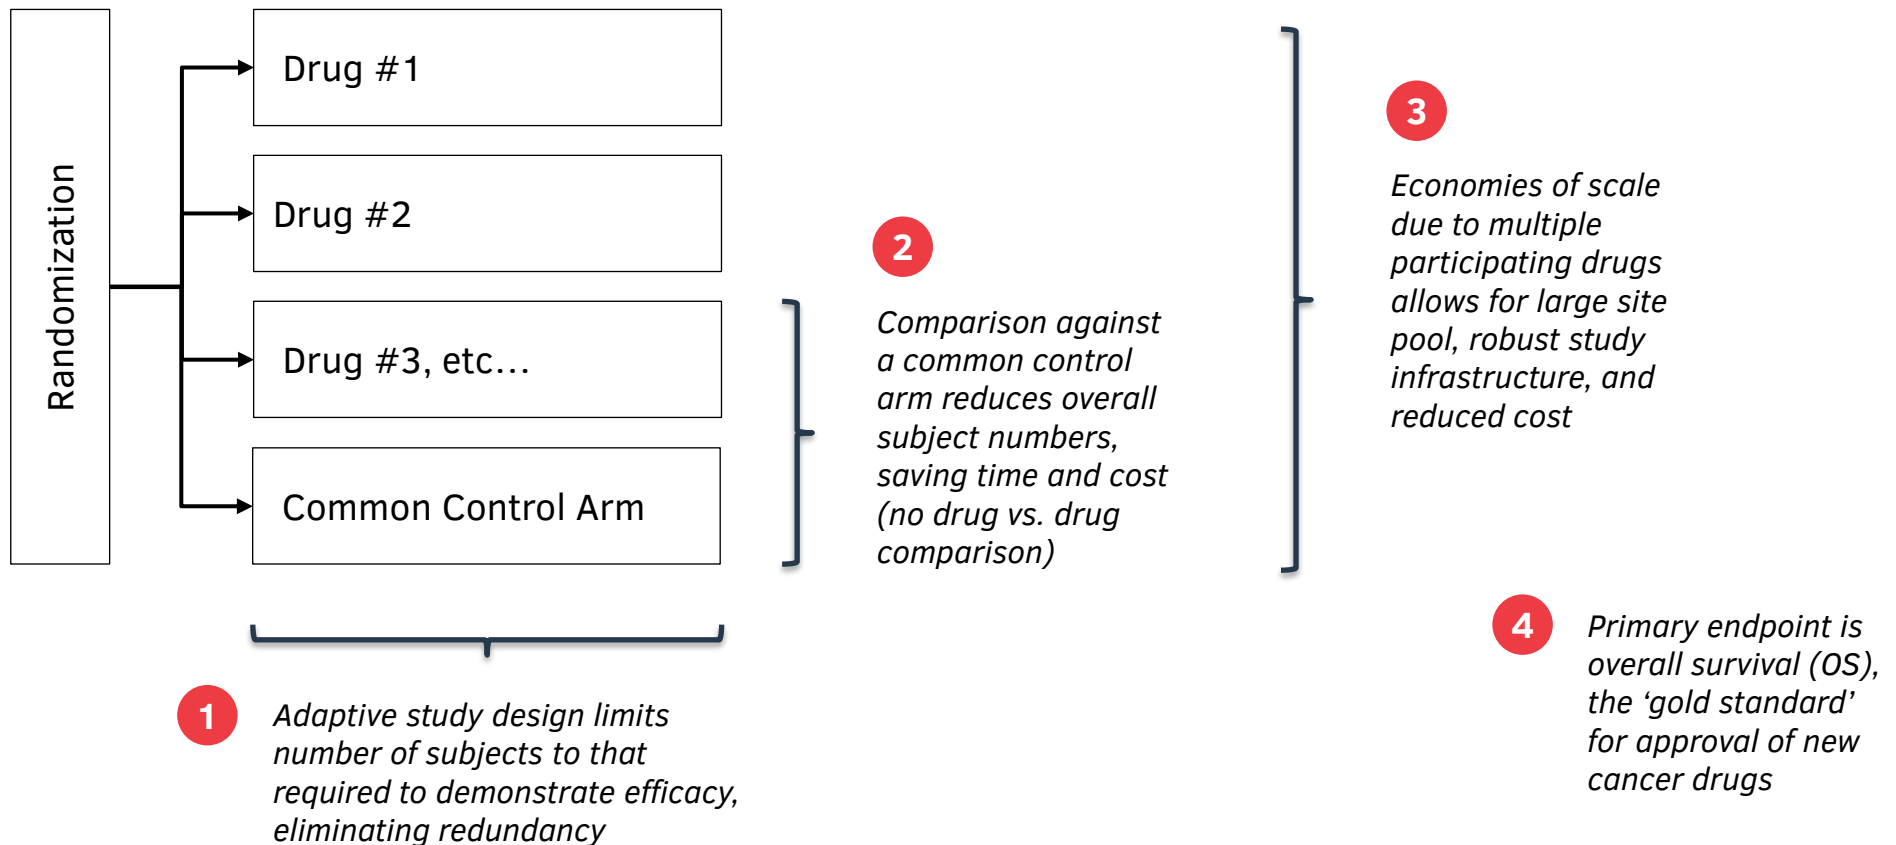 Randomization
Drug #1
Drug #2
Drug #3, etc…
Common Control Arm
1
Adaptive study design limits
number of subjects to that
required to demonstrate efficacy,
eliminating redundancy
2
Comparison against
a common control
arm reduces overall
subject numbers,
saving time and cost
(no drug vs. drug
comparison)
3
Economies of scale
due to multiple
participating drugs
allows for large site
pool, robust study
infrastructure, and
reduced cost
4
Primary endpoint is
overall survival (OS),
the ‘gold standard’
for approval of new
cancer drugs